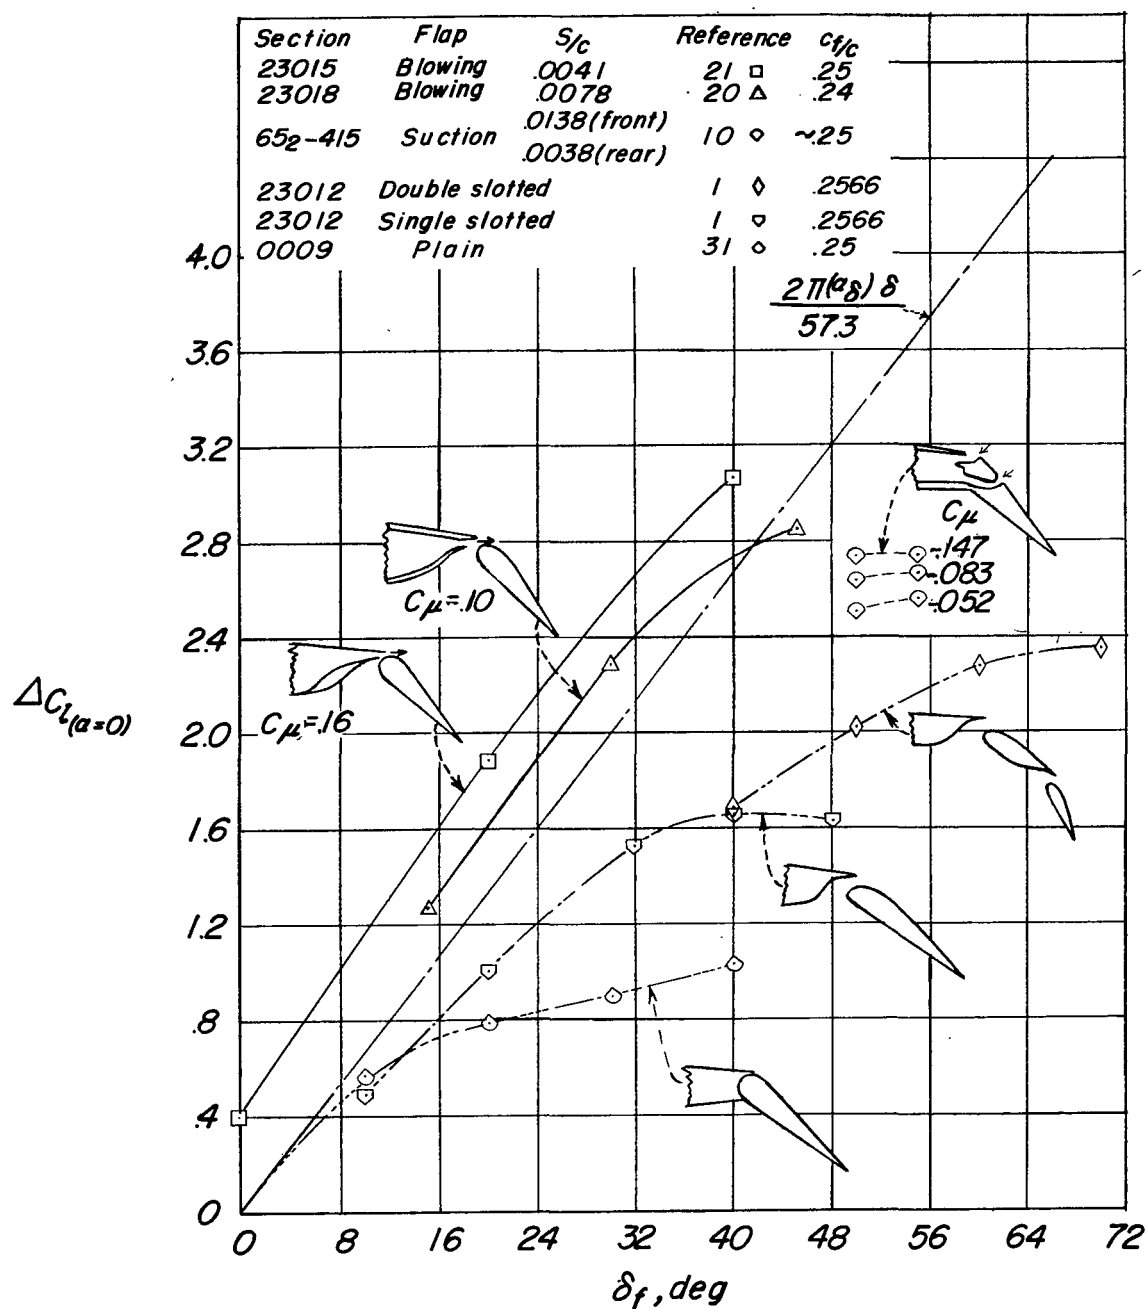 Section Flap S/c Reference cf/c
23015 Blowing .0041 21 .25
23018 Blowing .0078 20 .24
65₂-415 Suction .0138(front) 10 ~.25
.0038(rear)
23012 Double slotted 1 .2566
23012 Single slotted 1 .2566
0009 Plain 31 .25
4.0
2π(αδ) δ
57.3
3.6
3.2
Cμ
2.8
.147
.083
Cμ=.10
.052
2.4
ΔCl(α=0)
Cμ=.16
2.0
1.6
1.2
.8
.4
0
0 8 16 24 32 40 48 56 64 72
δf, deg